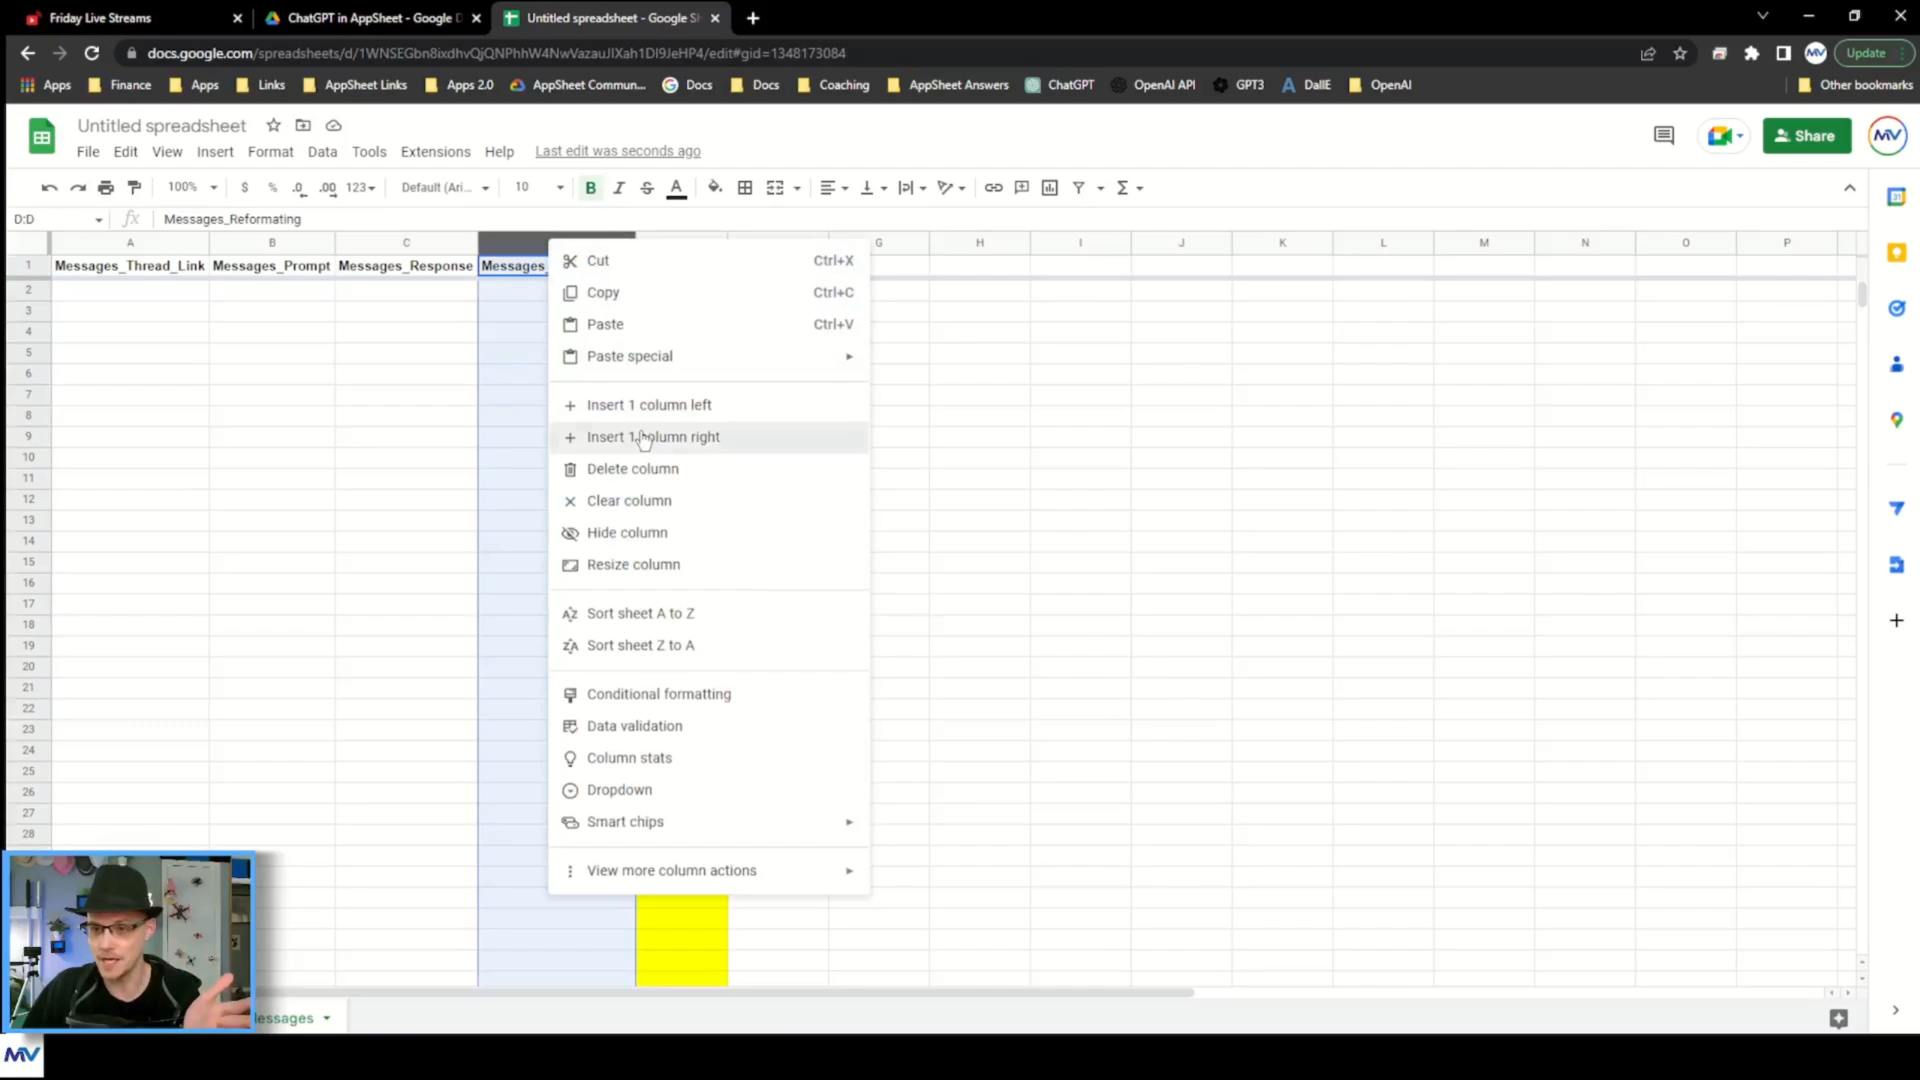 Friday Live Streams
ChatGPT in AppSheet - Google D
Untitled spreadsheet - Google Sh
docs.google.com/spreadsheets/d/1WNSEGbn8ixdhvQjQNPhhW4NwVazauJIXah1DI9JeHP4/edit#gid=1348173084
MV
Update
Apps
Finance
Apps
Links
AppSheet Links
Apps 2.0
AppSheet Commun...
Docs
Docs
Coaching
AppSheet Answers
ChatGPT
OpenAI API
GPT3
DallE
OpenAI
Other bookmarks
Untitled spreadsheet
Share
MV
File Edit View Insert Format Data Tools Extensions Help Last edit was seconds ago
100% $ % .0 .00 123 Default (Ari... 10 B I S A Σ
D:D fx Messages_Reformating
31
A B C G H I J K L M N O P
1 Messages_Thread_Link Messages_Prompt Messages_Response Messages_
2
3
4
5
6
7
8
9
10
11
12
13
14
15
16
17
18
19
20
21
22
23
24
25
26
27
28
Cut Ctrl+X
Copy Ctrl+C
Paste Ctrl+V
Paste special
Insert 1 column left
Insert 1 column right
Delete column
Clear column
Hide column
Resize column
Sort sheet A to Z
Sort sheet Z to A
Conditional formatting
Data validation
Column stats
Dropdown
Smart chips
View more column actions
essages
MV